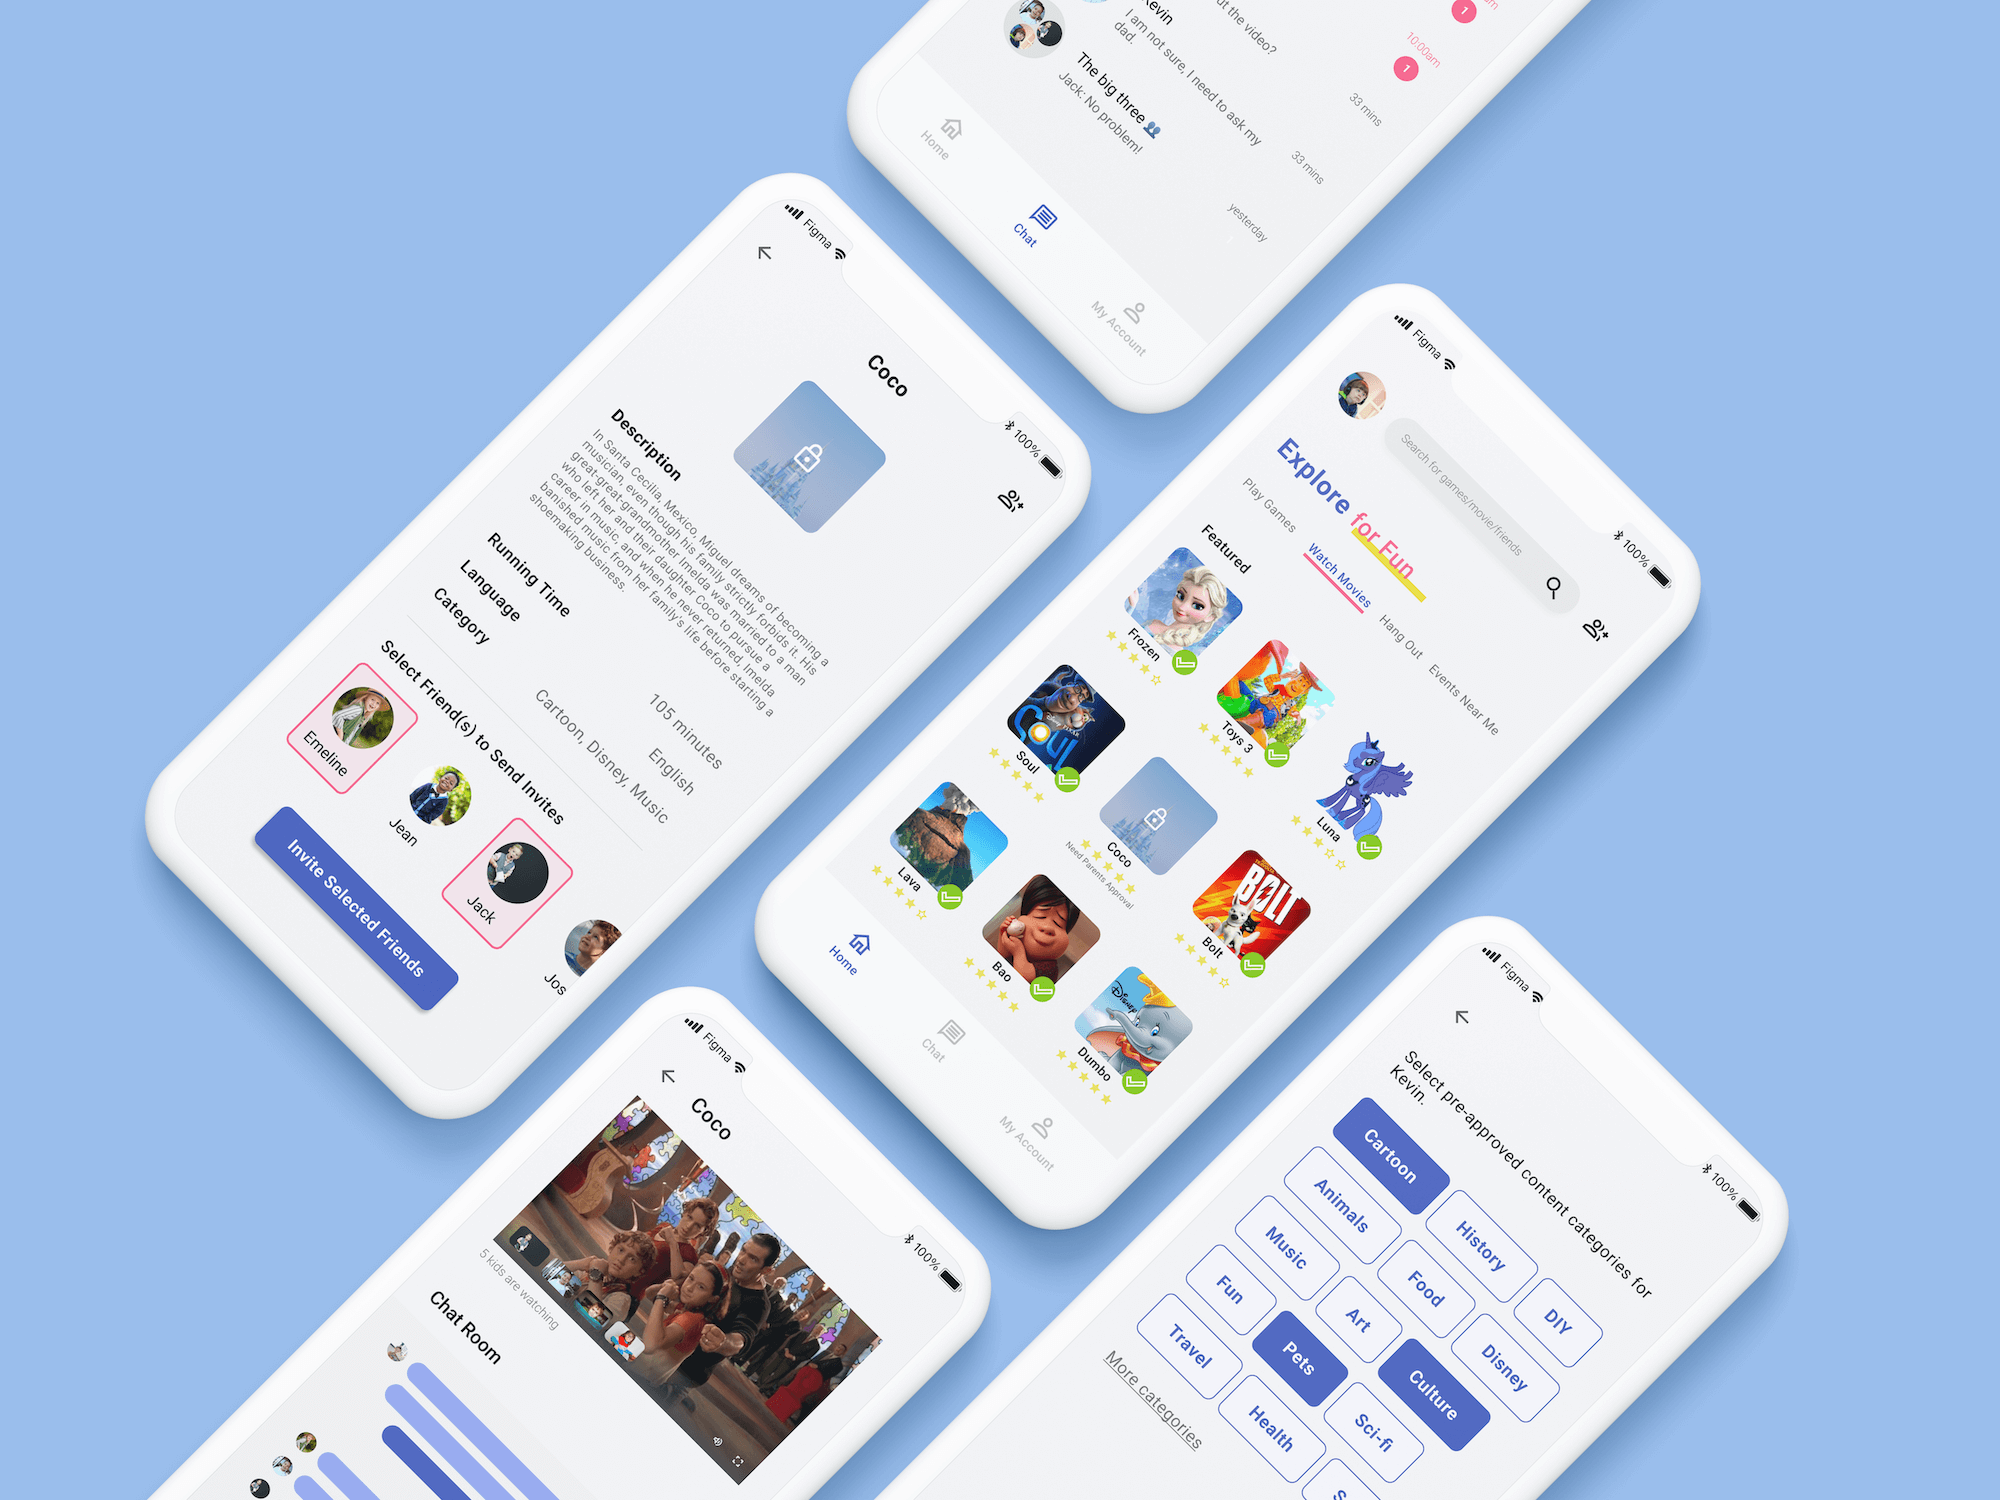 Kevin
ut the video?
I am not sure, I need to ask my
dad.
The big three
Jack: No problem!
1
10:00am
1
33 mins
33 mins
yesterday
Home
Chat
My Account
Figma
100%
Coco
Description
In Santa Cecilia, Mexico, Miguel dreams of becoming a
musician, even though his family strictly forbids it. His
great-great-grandmother Imelda was married to a man
who left her and their daughter Coco to pursue a
career in music, and when he never returned, Imelda
banished music from her family's life before starting a
shoemaking business.
Running Time
105 minutes
Language
English
Category
Cartoon, Disney, Music
Select Friend(s) to Send Invites
Emeline
Jean
Jack
Jos
Invite Selected Friends
Figma
100%
Search for games/movie/friends
Explore for Fun
Play Games
Watch Movies
Hang Out
Events Near Me
Featured
Frozen
Toys 3
Luna
SOUL
Soul
Coco
Need Parents Approval
BOLT
Bolt
Lava
Bao
Disney
Dumbo
Home
Chat
My Account
Figma
100%
Coco
5 kids are watching
Chat Room
Figma
100%
Select pre-approved content categories for
Kevin.
Cartoon
History
DIY
Animals
Food
Disney
Music
Art
Culture
Fun
Pets
Sci-fi
Travel
Health
S
More categories